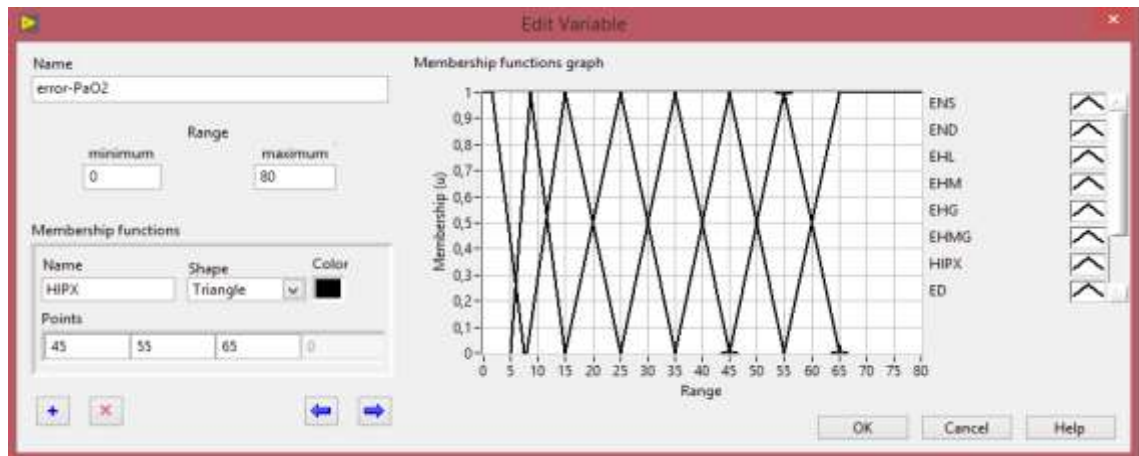 Edit Variable
Name
error-PaO2
Range
minimum maximum
0 80
Membership functions
Name Shape Color
HIPX Triangle
Points
45 55 65 0
Membership functions graph
Membership (u)
1
0,9
0,8
0,7
0,6
0,5
0,4
0,3
0,2
0,1
0
0 5 10 15 20 25 30 35 40 45 50 55 60 65 70 75 80
Range
ENS
END
EHL
EHM
EHG
EHMG
HIPX
ED
OK Cancel Help